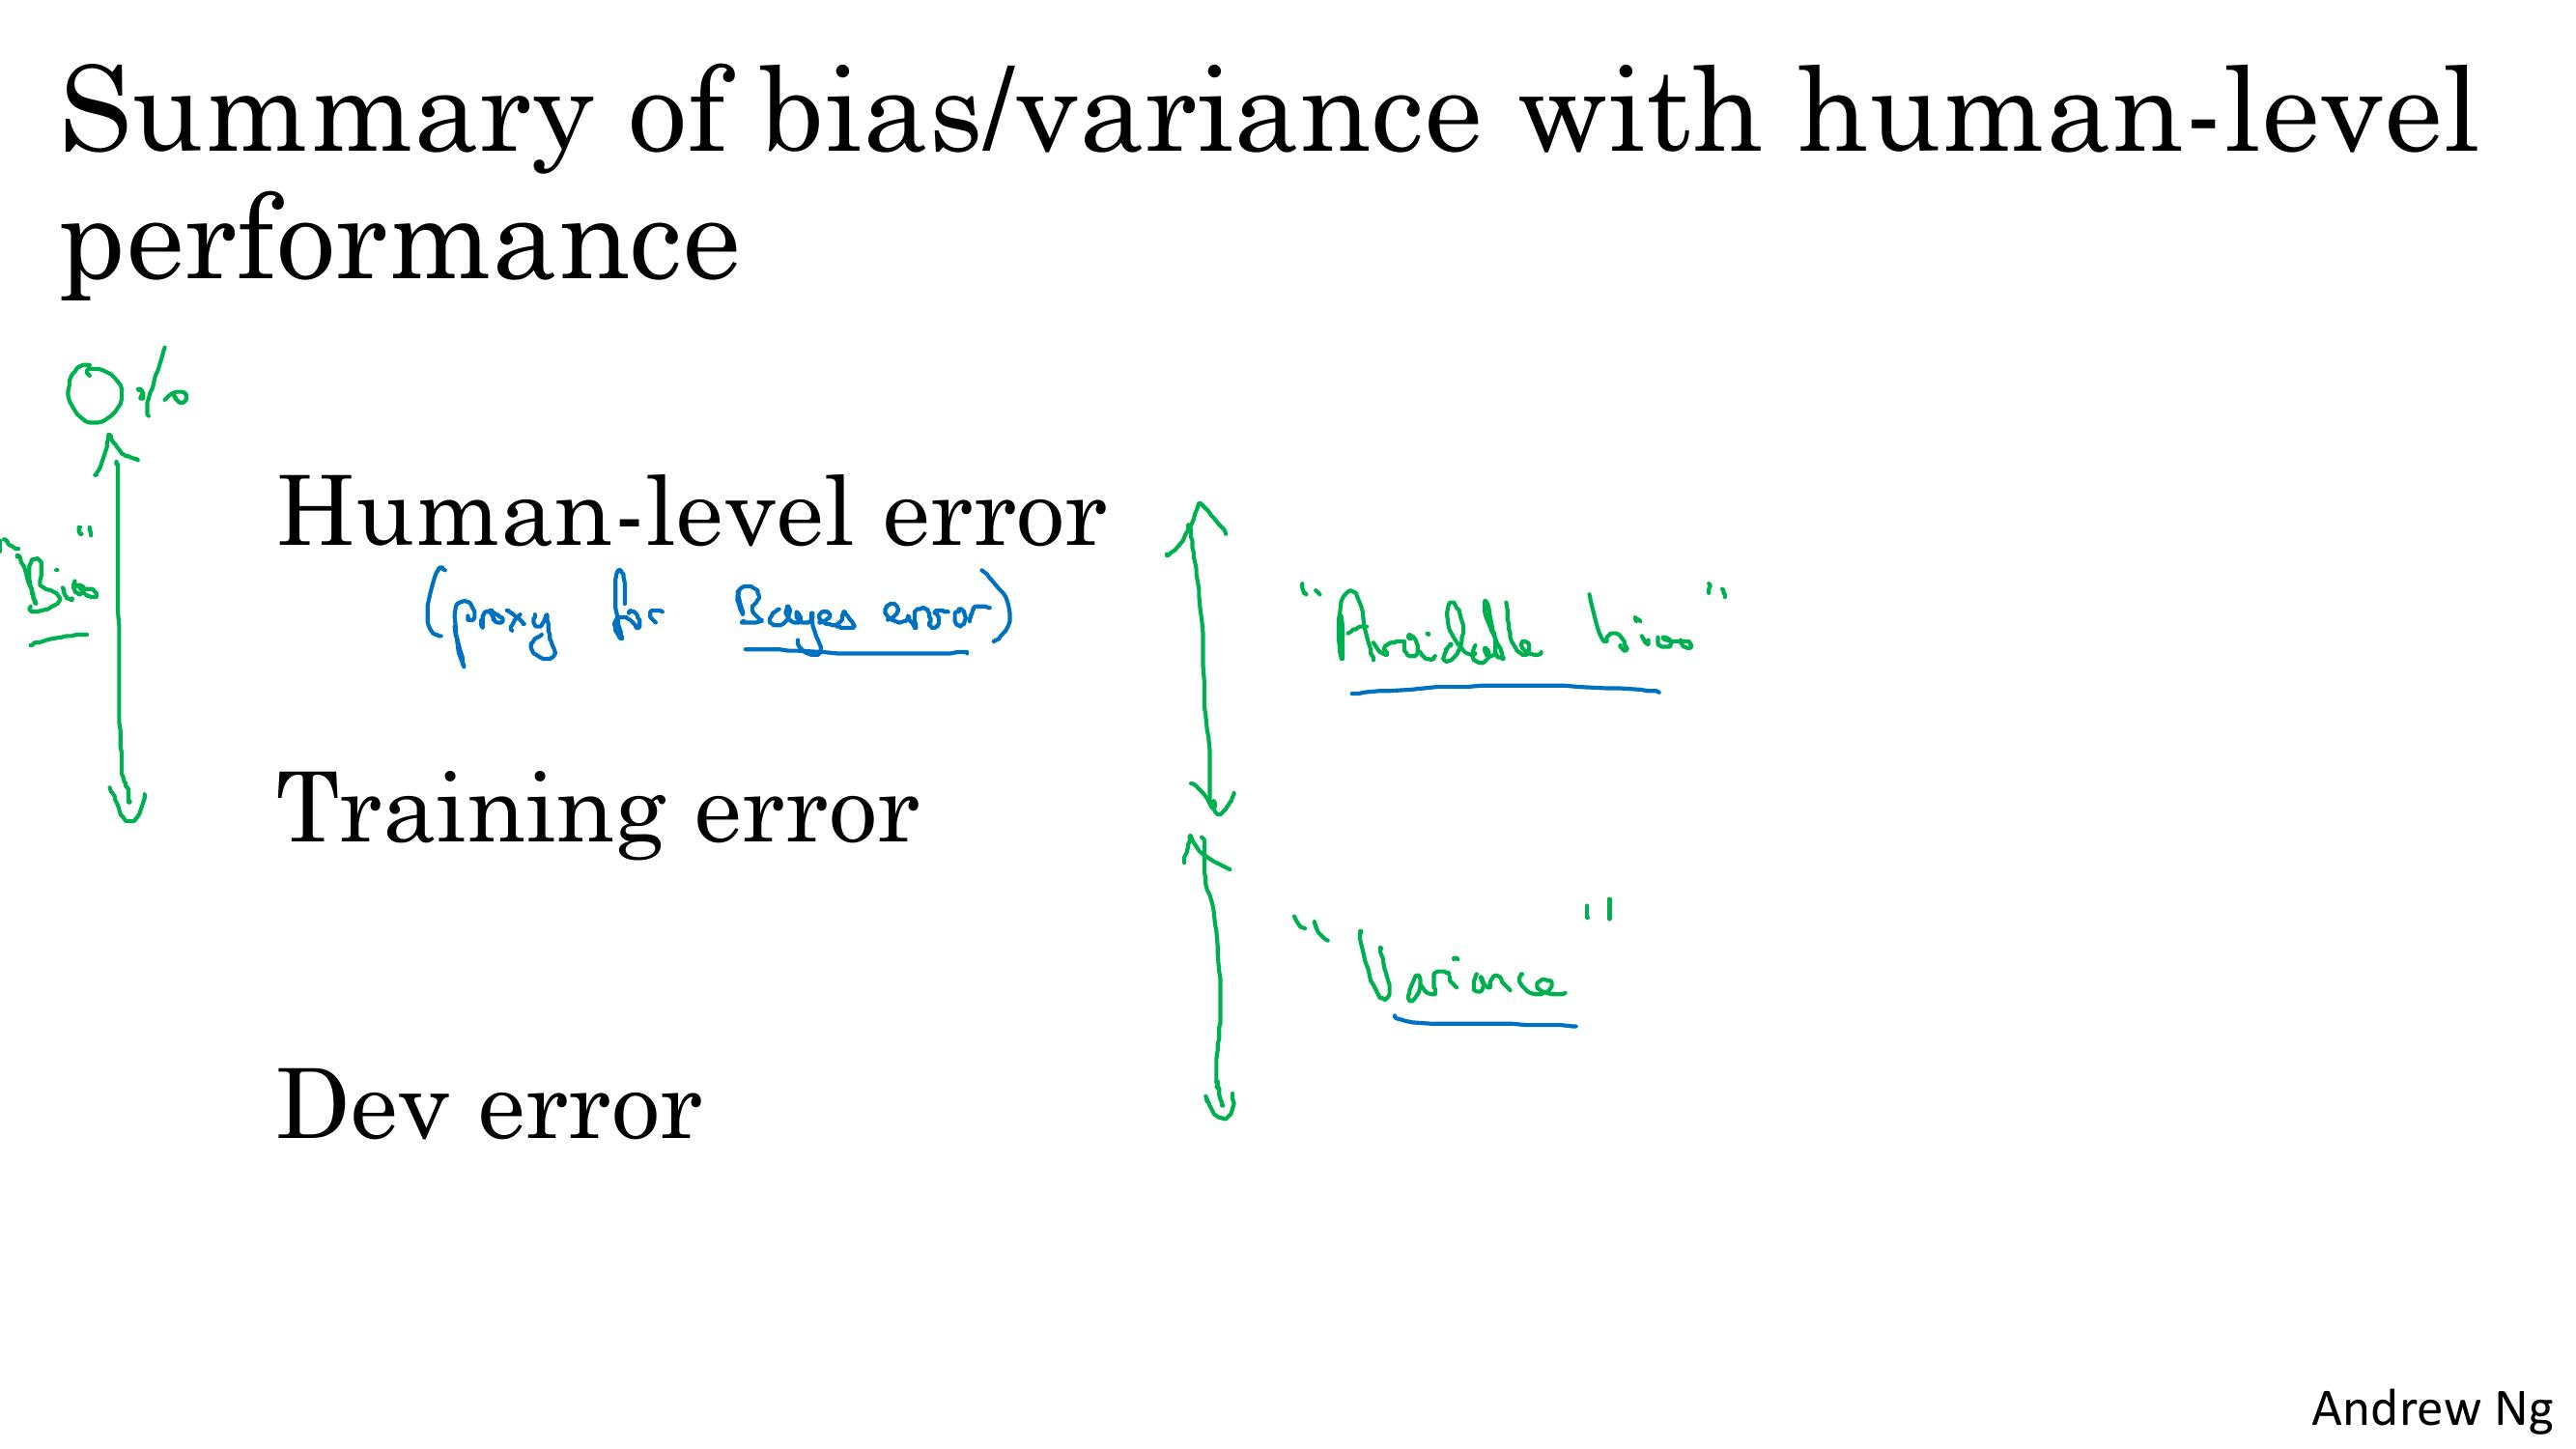 Summary of bias/variance with human-level
performance
0%
Human-level error
"Bias"
(proxy for Bayes error)
"Avoidable bias"
Training error
"Variance"
Dev error
Andrew Ng